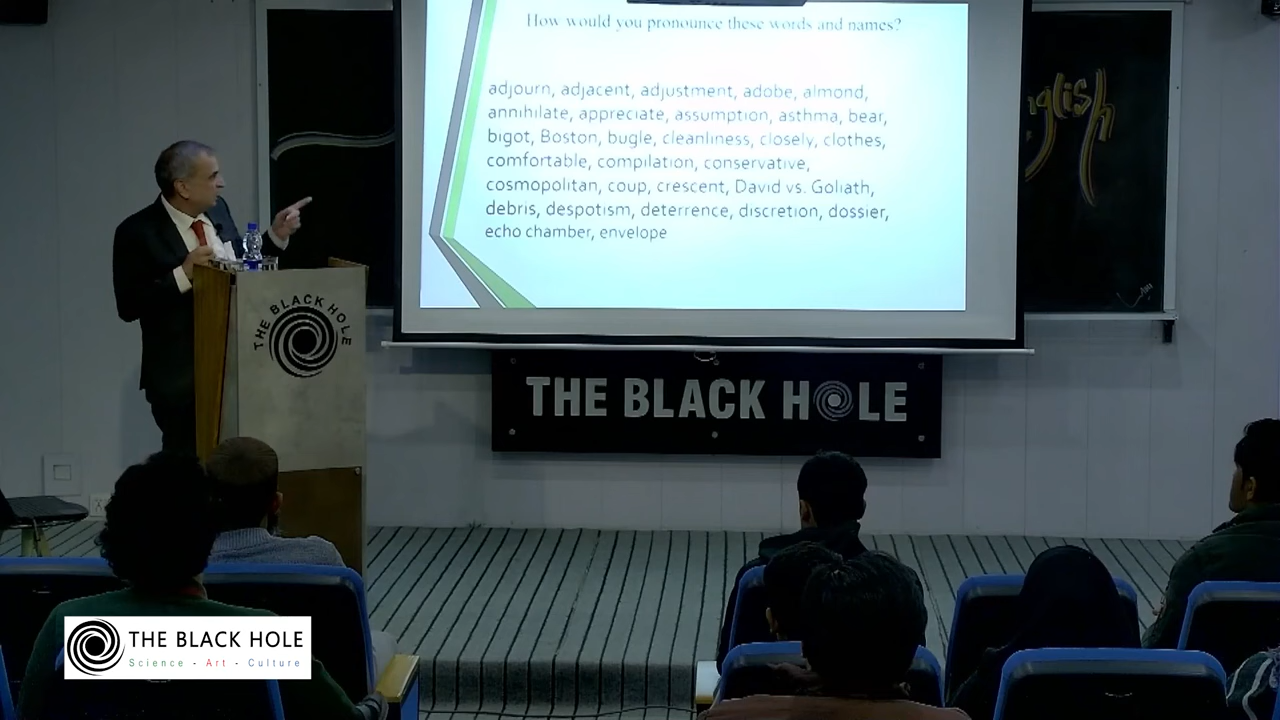 How would you pronounce these words and names?
adjourn, adjacent, adjustment, adobe, almond,
annihilate, appreciate, assumption, asthma, bear,
bigot, Boston, bugle, cleanliness, closely, clothes,
comfortable, compilation, conservative,
cosmopolitan, coup, crescent, David vs. Goliath,
debris, despotism, deterrence, discretion, dossier,
echo chamber, envelope
glish
THE BLACK HOLE
THE BLACK HOLE
THE BLACK HOLE
Science - Art - Culture